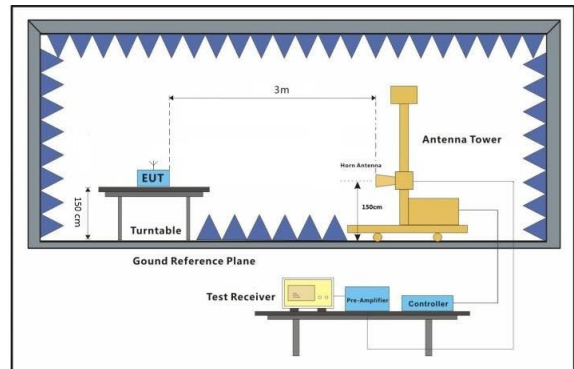 3m
Antenna Tower
Horn Antenna
EUT
150 cm
150cm
Turntable
Gound Reference Plane
Test Receiver
Pre-Amplifier
Controller